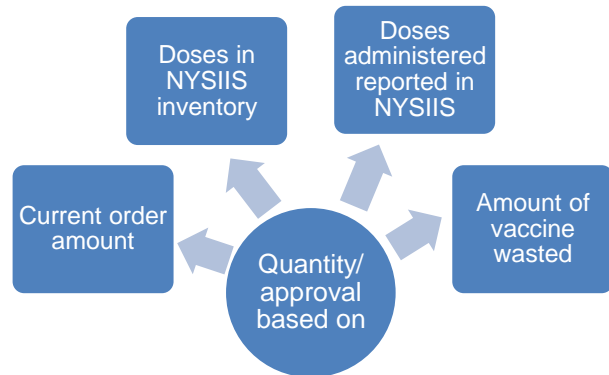 Doses in
NYSIIS
inventory
Doses
administered
reported in
NYSIIS
Current order
amount
Amount of
vaccine
wasted
Quantity/
approval
based on